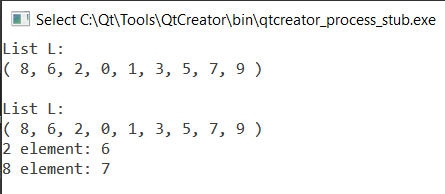 Select C:\Qt\Tools\QtCreator\bin\qtcreator_process_stub.exe
List L:
( 8, 6, 2, 0, 1, 3, 5, 7, 9 )
List L:
( 8, 6, 2, 0, 1, 3, 5, 7, 9 )
2 element: 6
8 element: 7